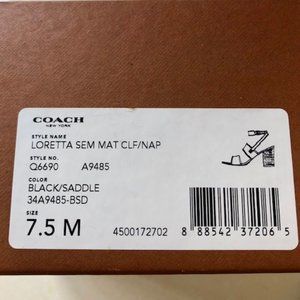 COACH
NEW YORK
STYLE NAME
LORETTA SEM MAT CLF/NAP
STYLE NO.
Q6690 A9485
COLOR
BLACK/SADDLE
34A9485-BSD
SIZE
7.5 M
4500172702
8 88542 37206 5